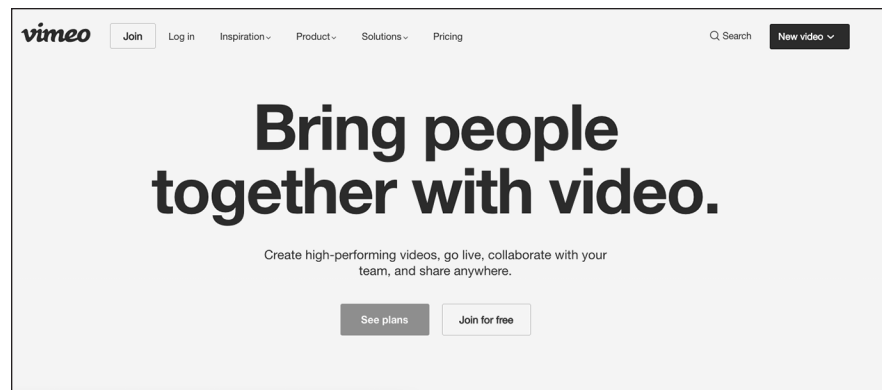 vimeo Join Log in Inspiration Product Solutions Pricing Search New video
Bring people
together with video.
Create high-performing videos, go live, collaborate with your
team, and share anywhere.
See plans Join for free